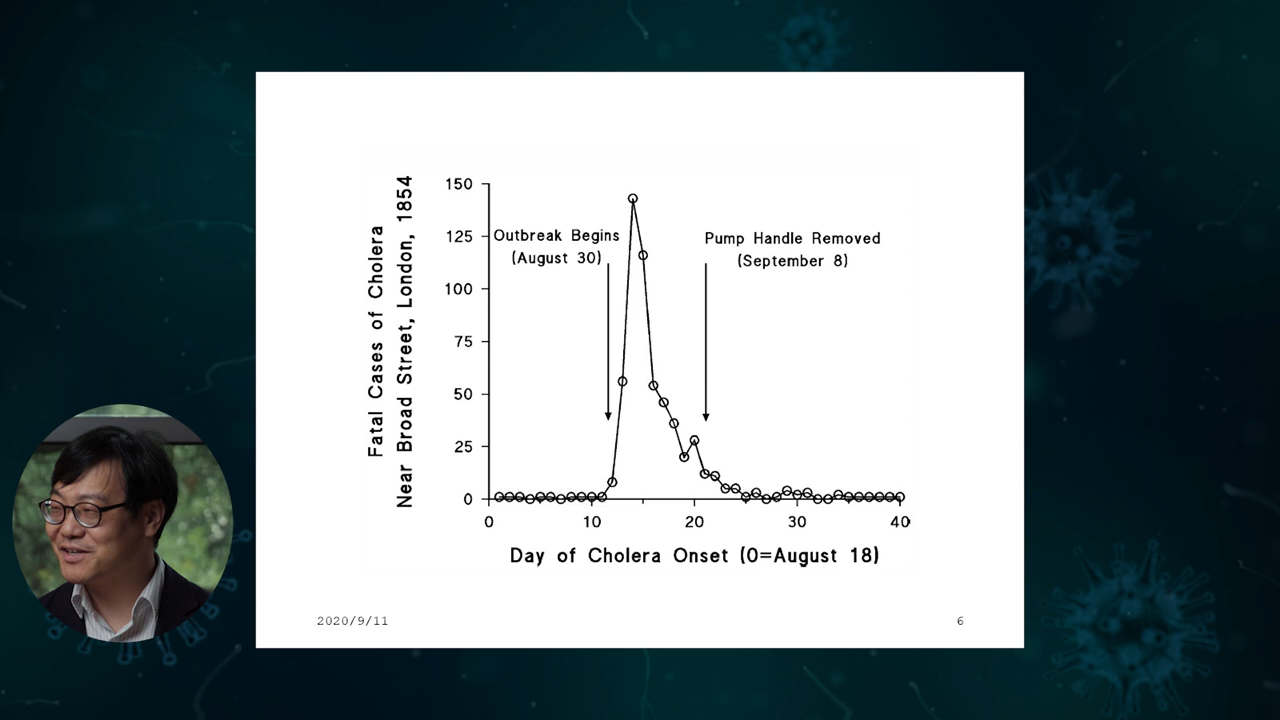 Fatal Cases of Cholera
Near Broad Street, London, 1854
150
125
100
75
50
25
0
Outbreak Begins
(August 30)
Pump Handle Removed
(September 8)
0
10
20
30
40
Day of Cholera Onset (0=August 18)
2020/9/11
6